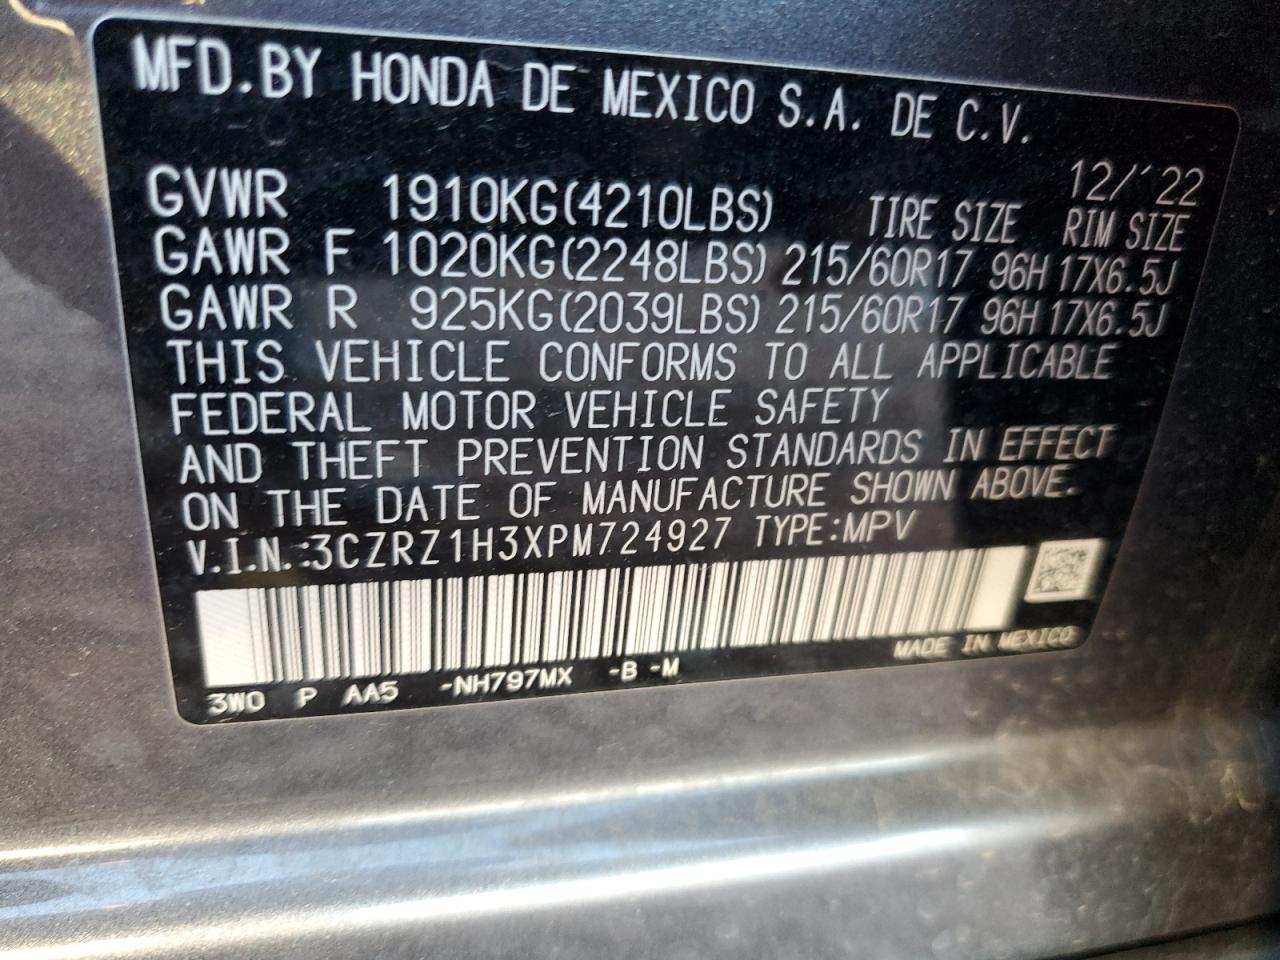 MFD.BY HONDA DE MEXICO S.A. DE C.V.
12/'22
GVWR 1910KG(4210LBS) TIRE SIZE RIM SIZE
GAWR F 1020KG(2248LBS) 215/60R17 96H 17X6.5J
GAWR R 925KG(2039LBS) 215/60R17 96H 17X6.5J
THIS VEHICLE CONFORMS TO ALL APPLICABLE
FEDERAL MOTOR VEHICLE SAFETY
AND THEFT PREVENTION STANDARDS IN EFFECT
ON THE DATE OF MANUFACTURE SHOWN ABOVE.
V.I.N.:3CZRZ1H3XPM724927 TYPE:MPV
MADE IN MEXICO
3W0 P AA5 -NH797MX -B -M